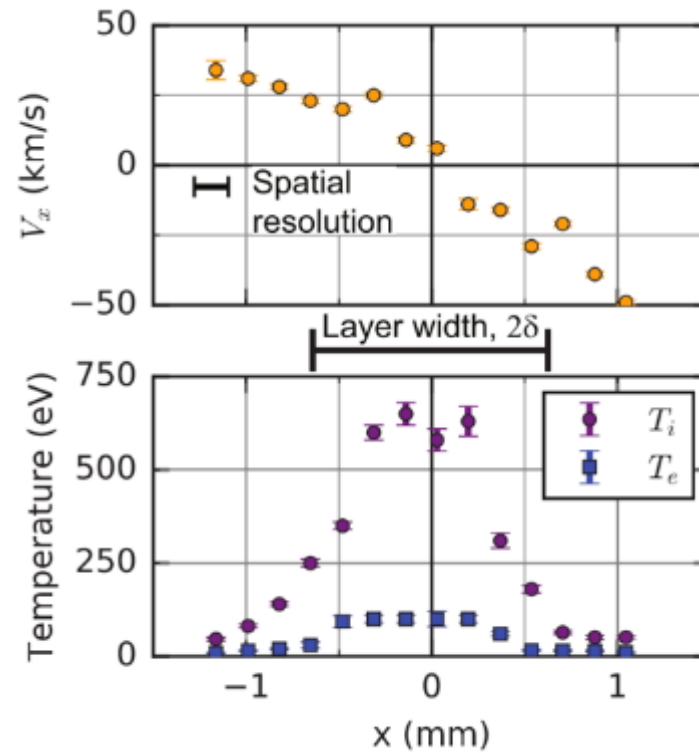 50
0
−50
V_x (km/s)
Spatial
resolution
Layer width, 2δ
750
500
250
0
Temperature (eV)
T_i
T_e
−1
0
1
x (mm)